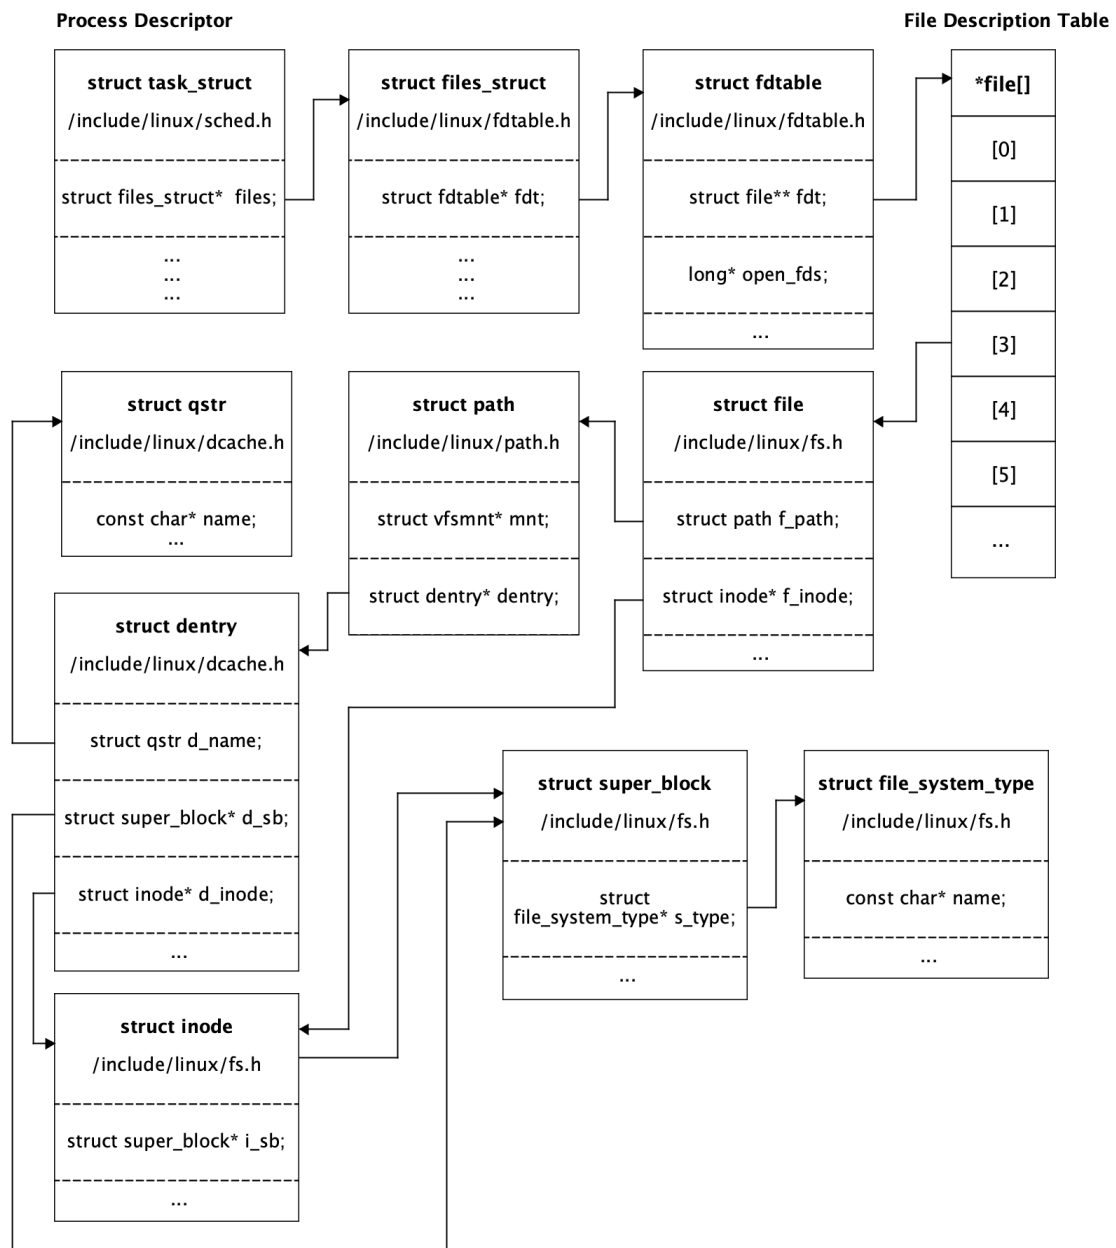 Process Descriptor
File Description Table
struct task_struct
/include/linux/sched.h
struct files_struct*  files;
...
...
...
struct files_struct
/include/linux/fdtable.h
struct fdtable* fdt;
...
...
...
struct fdtable
/include/linux/fdtable.h
struct file** fdt;
long* open_fds;
...
*file[]
[0]
[1]
[2]
[3]
[4]
[5]
...
struct qstr
/include/linux/dcache.h
const char* name;
...
struct path
/include/linux/path.h
struct vfsmnt* mnt;
struct dentry* dentry;
struct file
/include/linux/fs.h
struct path f_path;
struct inode* f_inode;
...
struct dentry
/include/linux/dcache.h
struct qstr d_name;
struct super_block* d_sb;
struct inode* d_inode;
...
struct super_block
/include/linux/fs.h
struct
file_system_type* s_type;
...
struct file_system_type
/include/linux/fs.h
const char* name;
...
struct inode
/include/linux/fs.h
struct super_block* i_sb;
...